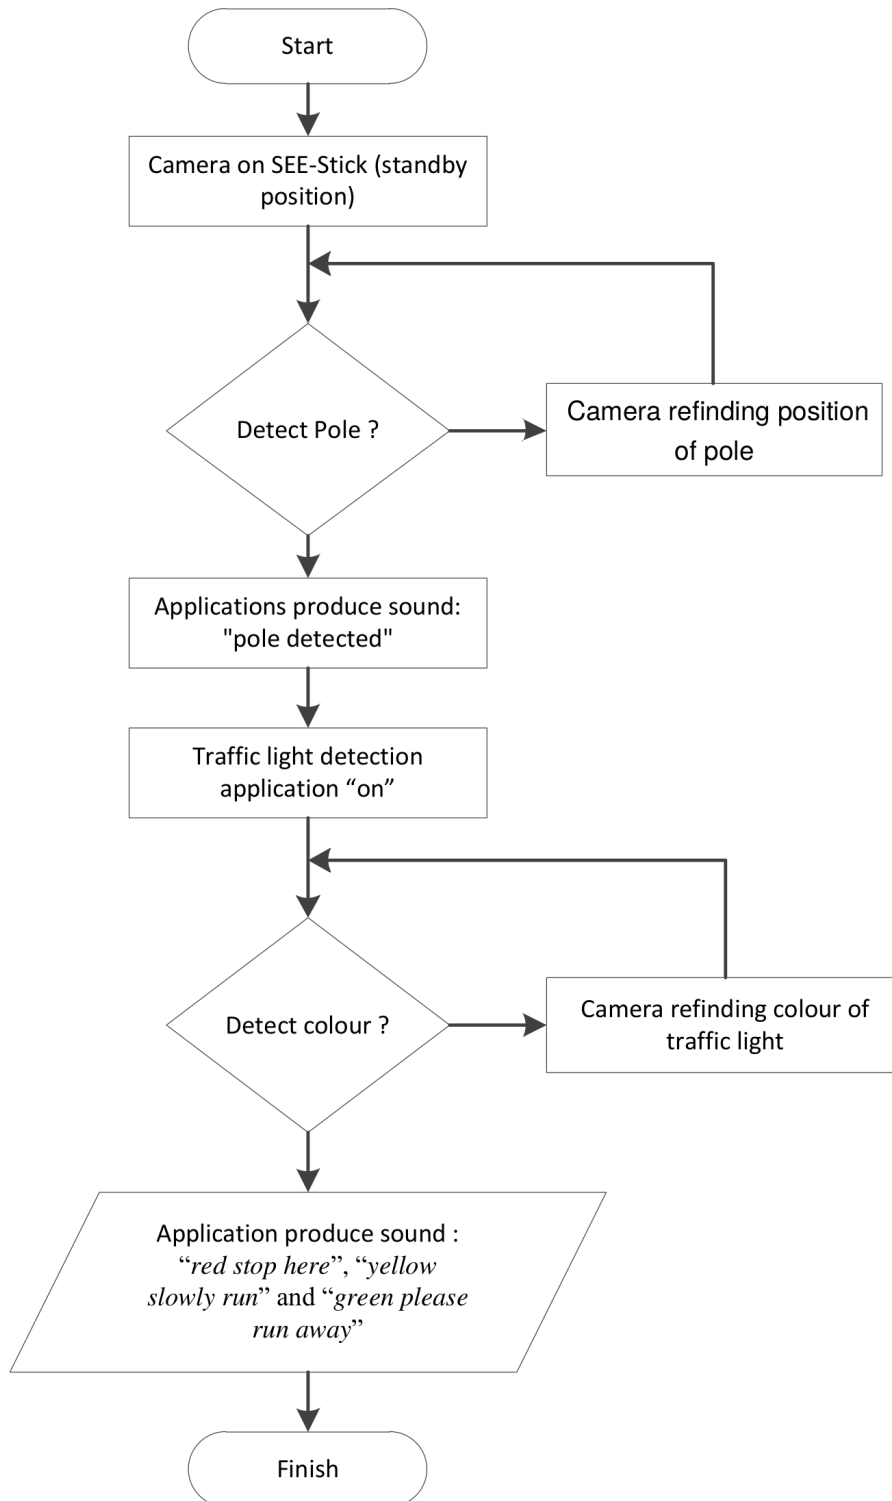 Start
Camera on SEE-Stick (standby
position)
Detect Pole ?
Camera refinding position
of pole
Applications produce sound:
"pole detected"
Traffic light detection
application “on”
Detect colour ?
Camera refinding colour of
traffic light
Application produce sound :
“red stop here”, “yellow
slowly run” and “green please
run away”
Finish